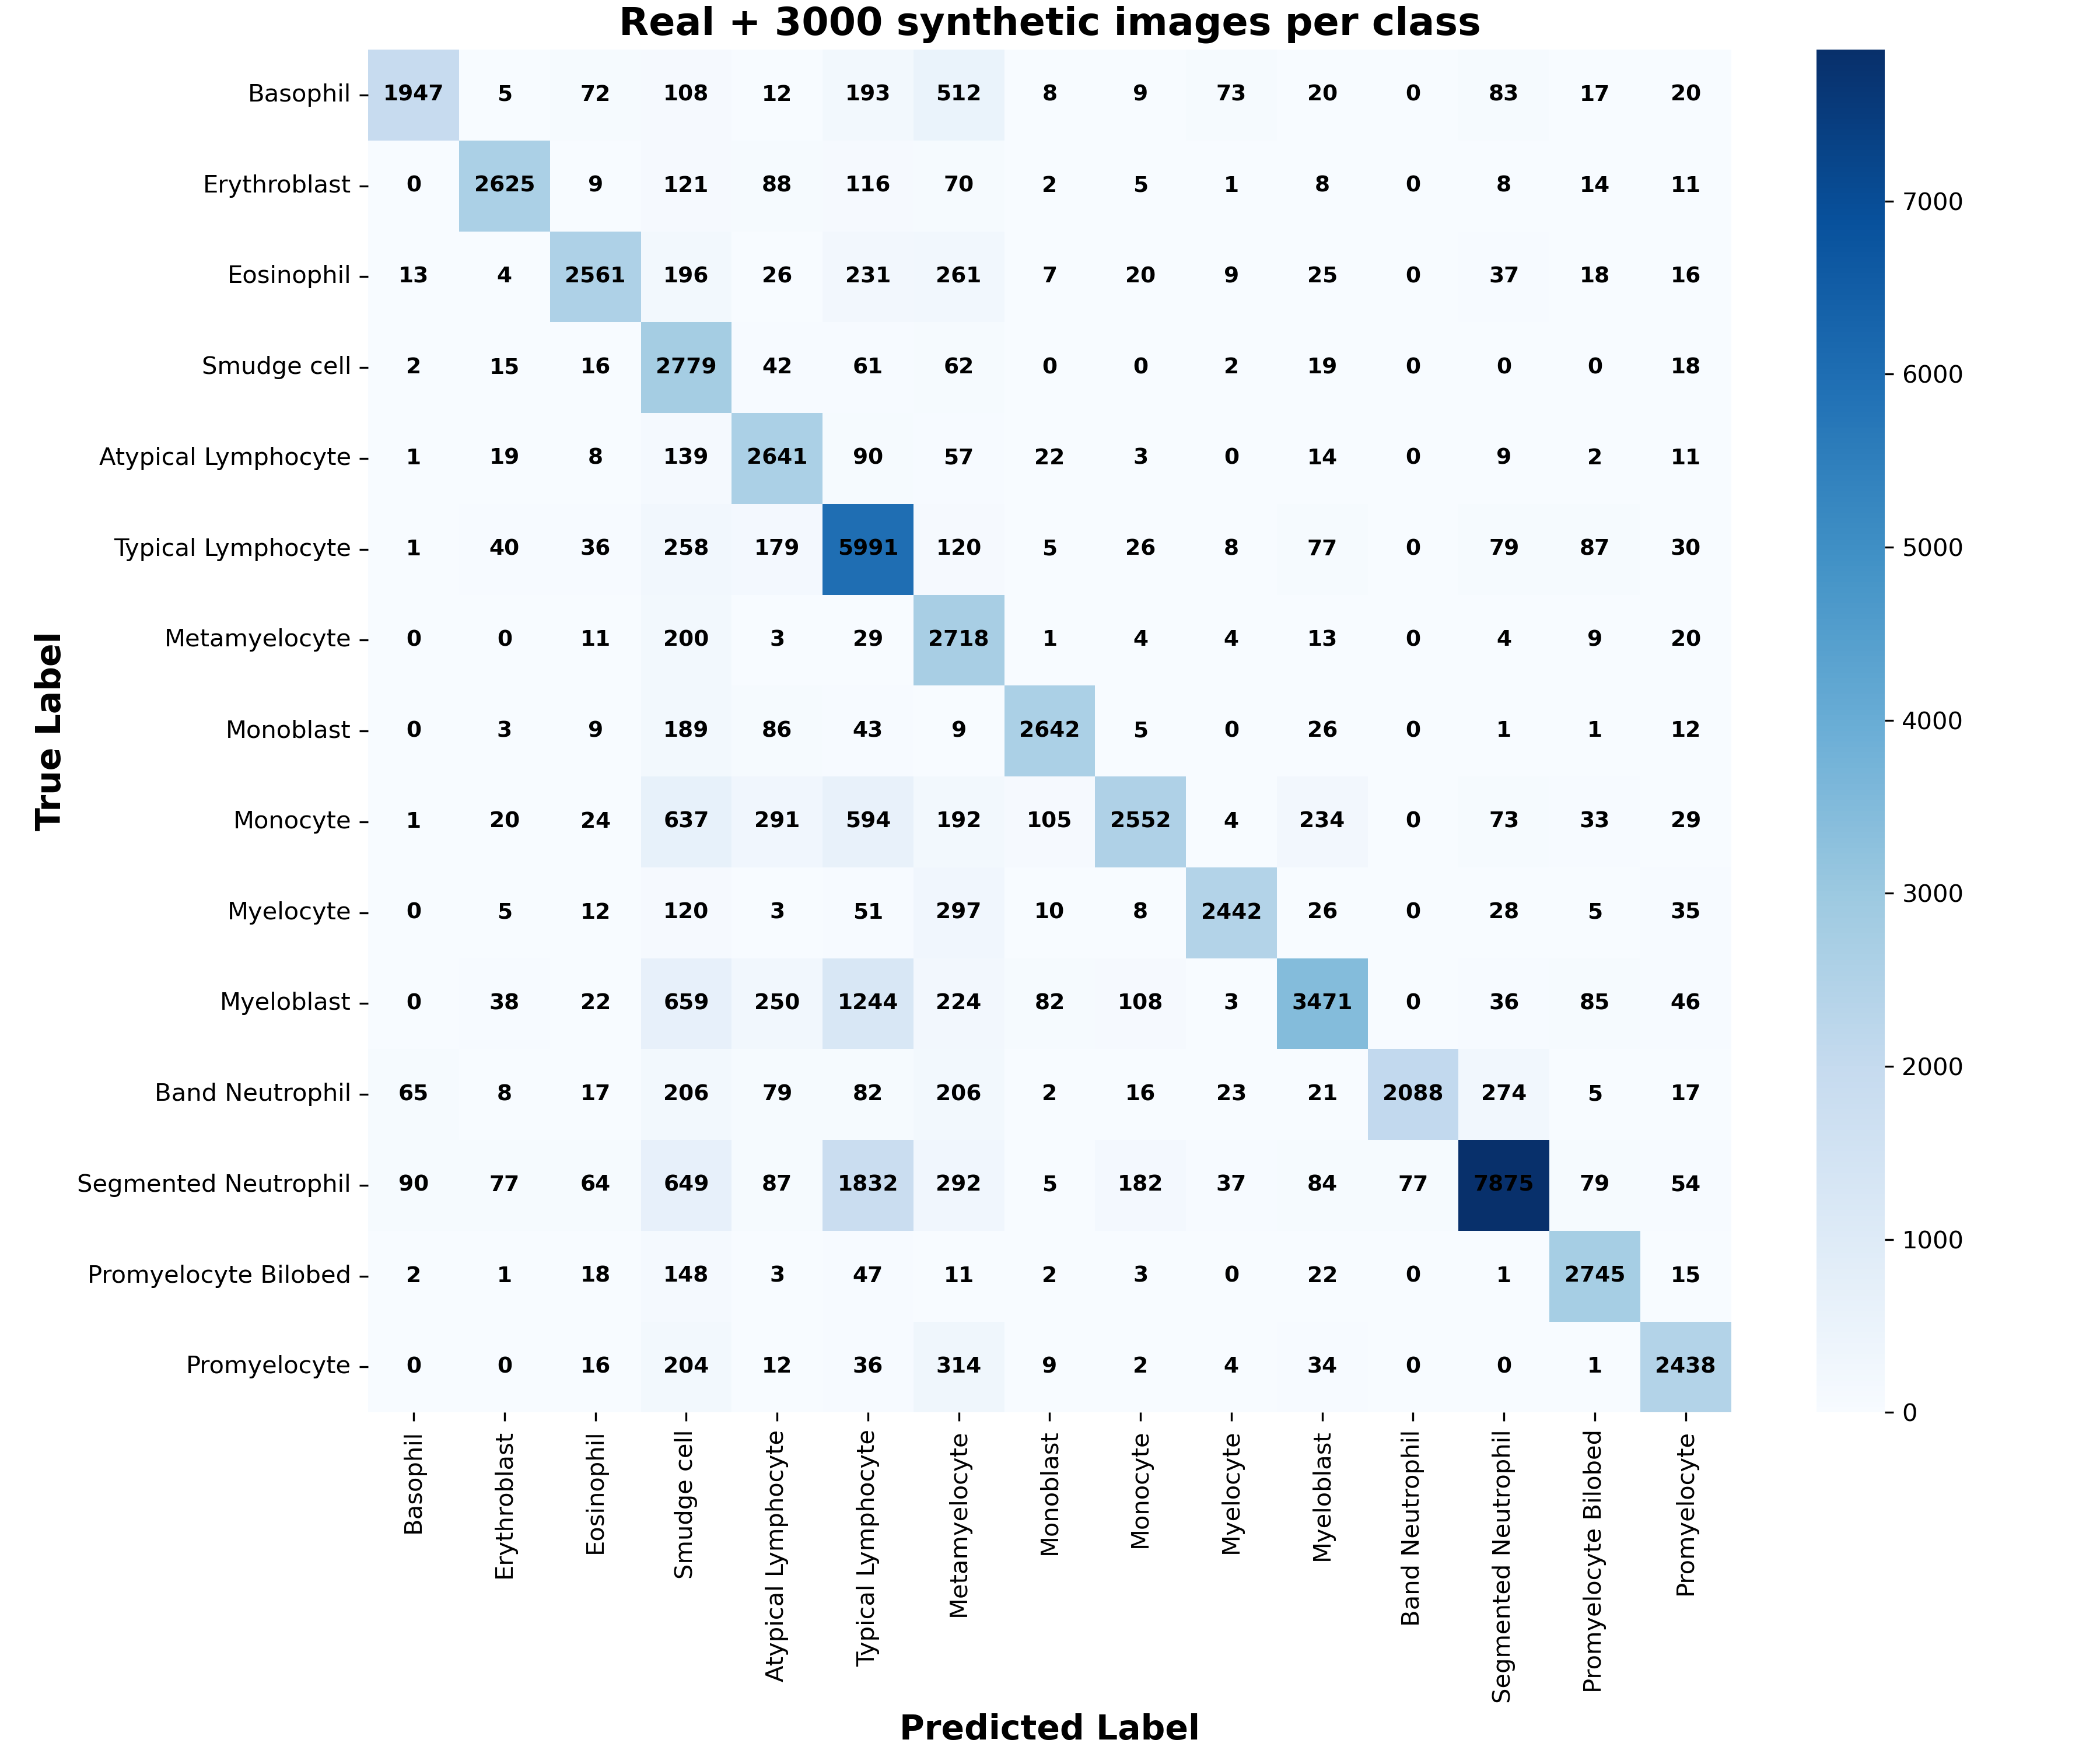 Real + 3000 synthetic images per class
True Label
Basophil 1947 5 72 108 12 193 512 8 9 73 20 0 83 17 20
Erythroblast 0 2625 9 121 88 116 70 2 5 1 8 0 8 14 11
Eosinophil 13 4 2561 196 26 231 261 7 20 9 25 0 37 18 16
Smudge cell 2 15 16 2779 42 61 62 0 0 2 19 0 0 0 18
Atypical Lymphocyte 1 19 8 139 2641 90 57 22 3 0 14 0 9 2 11
Typical Lymphocyte 1 40 36 258 179 5991 120 5 26 8 77 0 79 87 30
Metamyelocyte 0 0 11 200 3 29 2718 1 4 4 13 0 4 9 20
Monoblast 0 3 9 189 86 43 9 2642 5 0 26 0 1 1 12
Monocyte 1 20 24 637 291 594 192 105 2552 4 234 0 73 33 29
Myelocyte 0 5 12 120 3 51 297 10 8 2442 26 0 28 5 35
Myeloblast 0 38 22 659 250 1244 224 82 108 3 3471 0 36 85 46
Band Neutrophil 65 8 17 206 79 82 206 2 16 23 21 2088 274 5 17
Segmented Neutrophil 90 77 64 649 87 1832 292 5 182 37 84 77 7875 79 54
Promyelocyte Bilobed 2 1 18 148 3 47 11 2 3 0 22 0 1 2745 15
Promyelocyte 0 0 16 204 12 36 314 9 2 4 34 0 0 1 2438
Basophil
Erythroblast
Eosinophil
Smudge cell
Atypical Lymphocyte
Typical Lymphocyte
Metamyelocyte
Monoblast
Monocyte
Myelocyte
Myeloblast
Band Neutrophil
Segmented Neutrophil
Promyelocyte Bilobed
Promyelocyte
Predicted Label
7000
6000
5000
4000
3000
2000
1000
0